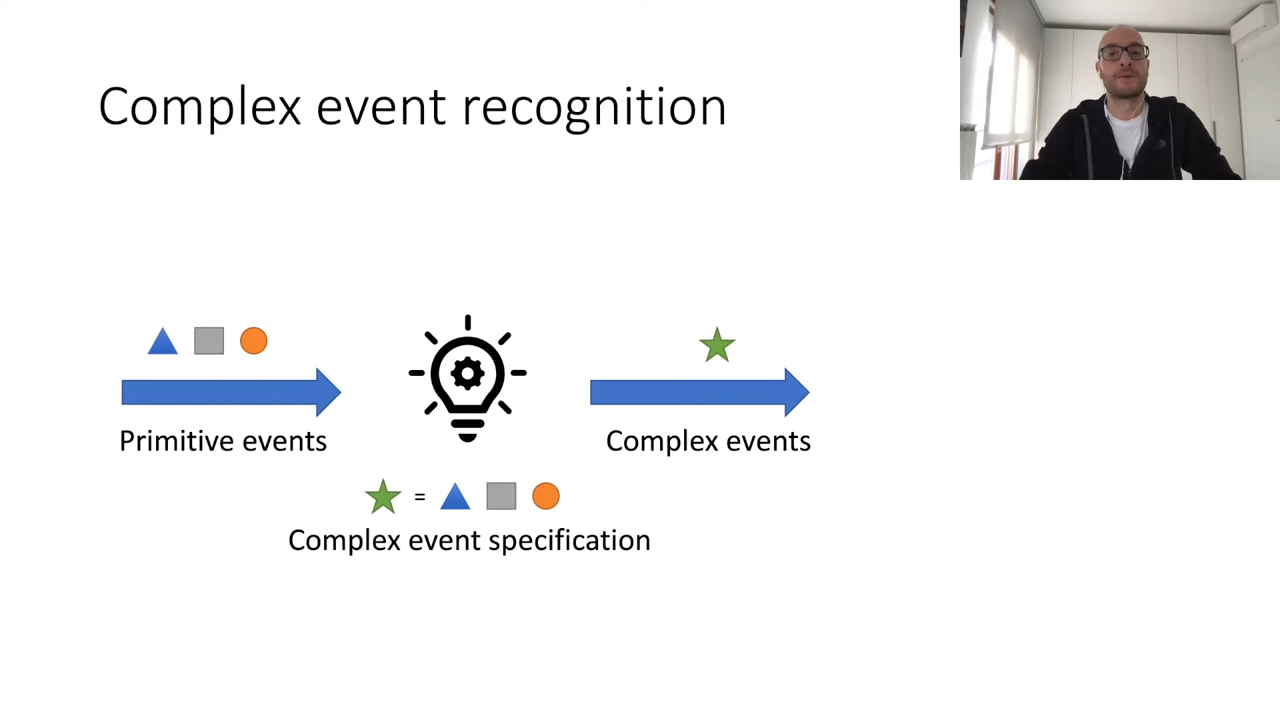 Complex event recognition
Primitive events
Complex events
=
Complex event specification